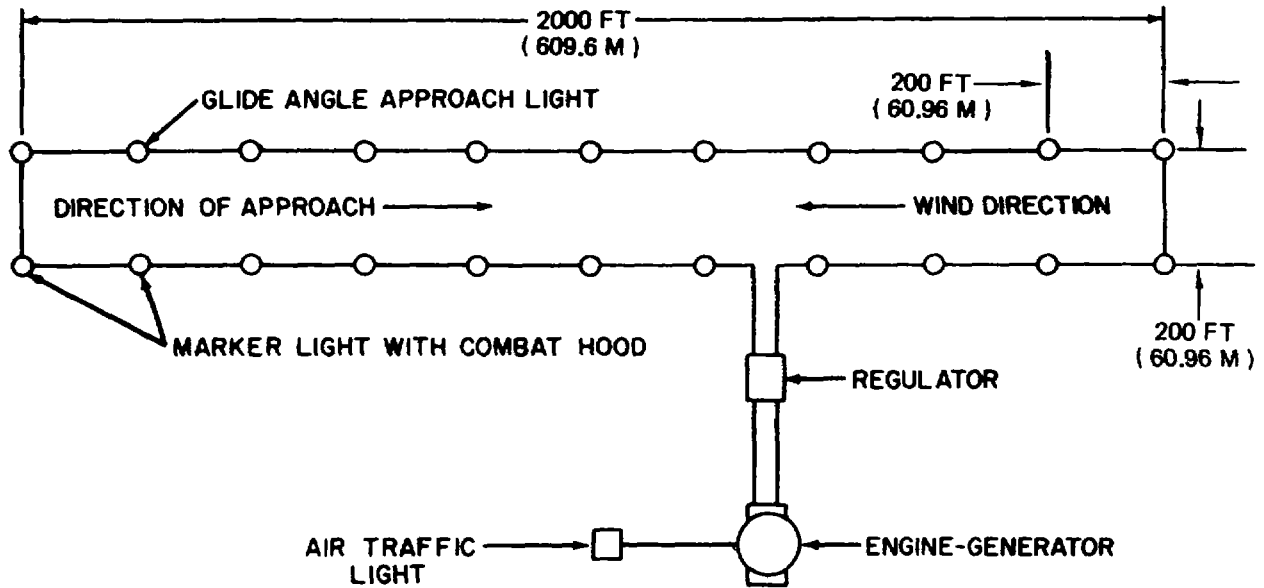 2000 FT
( 609.6 M )
200 FT
( 60.96 M )
GLIDE ANGLE APPROACH LIGHT
DIRECTION OF APPROACH
WIND DIRECTION
MARKER LIGHT WITH COMBAT HOOD
200 FT
( 60.96 M )
REGULATOR
AIR TRAFFIC
LIGHT
ENGINE-GENERATOR